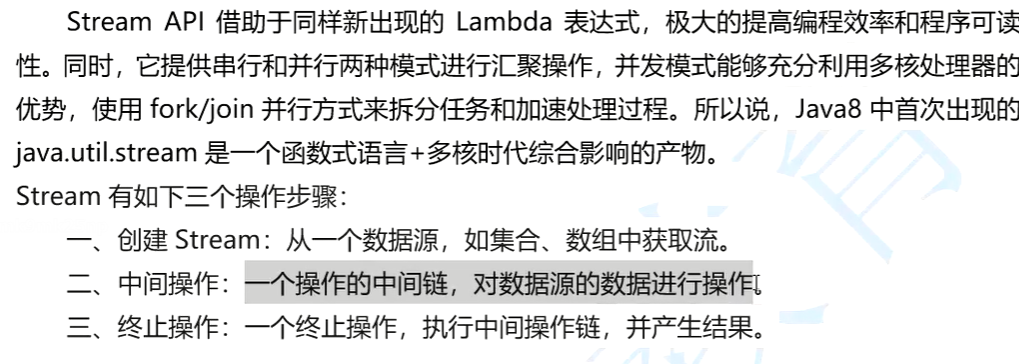 Stream API 借助于同样新出现的 Lambda 表达式，极大的提高编程效率和程序可读
性。同时，它提供串行和并行两种模式进行汇聚操作，并发模式能够充分利用多核处理器的
优势，使用 fork/join 并行方式来拆分任务和加速处理过程。所以说，Java8 中首次出现的
java.util.stream 是一个函数式语言+多核时代综合影响的产物。
Stream 有如下三个操作步骤：
一、创建 Stream：从一个数据源，如集合、数组中获取流。
二、中间操作：一个操作的中间链，对数据源的数据进行操作。
三、终止操作：一个终止操作，执行中间操作链，并产生结果。